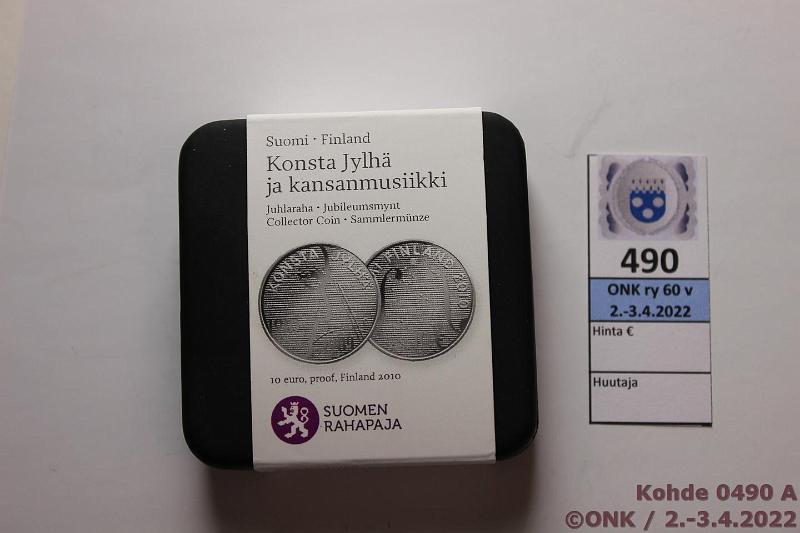 Suomi · Finland
Konsta Jylhä
ja kansanmusiikki
Juhlaraha · Jubileumsmynt
Collector Coin · Sammlermünze
KONSTA JYLHÄ
FINLAND 2010
10 euro, proof, Finland 2010
SUOMEN
RAHAPAJA
490
ONK ry 60 v
2.-3.4.2022
Hinta €
Huutaja
Kohde 0490 A
©ONK / 2.-3.4.2022